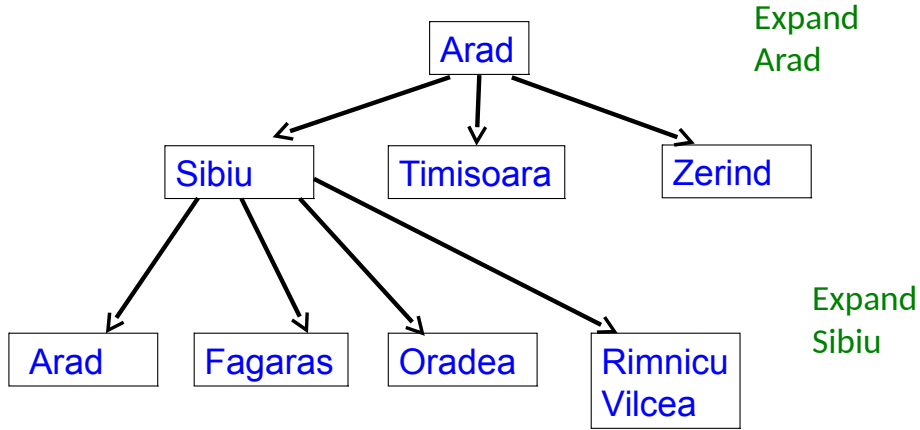 Expand
Arad
Arad
Sibiu
Timisoara
Zerind
Expand
Sibiu
Arad
Fagaras
Oradea
Rimnicu
Vilcea